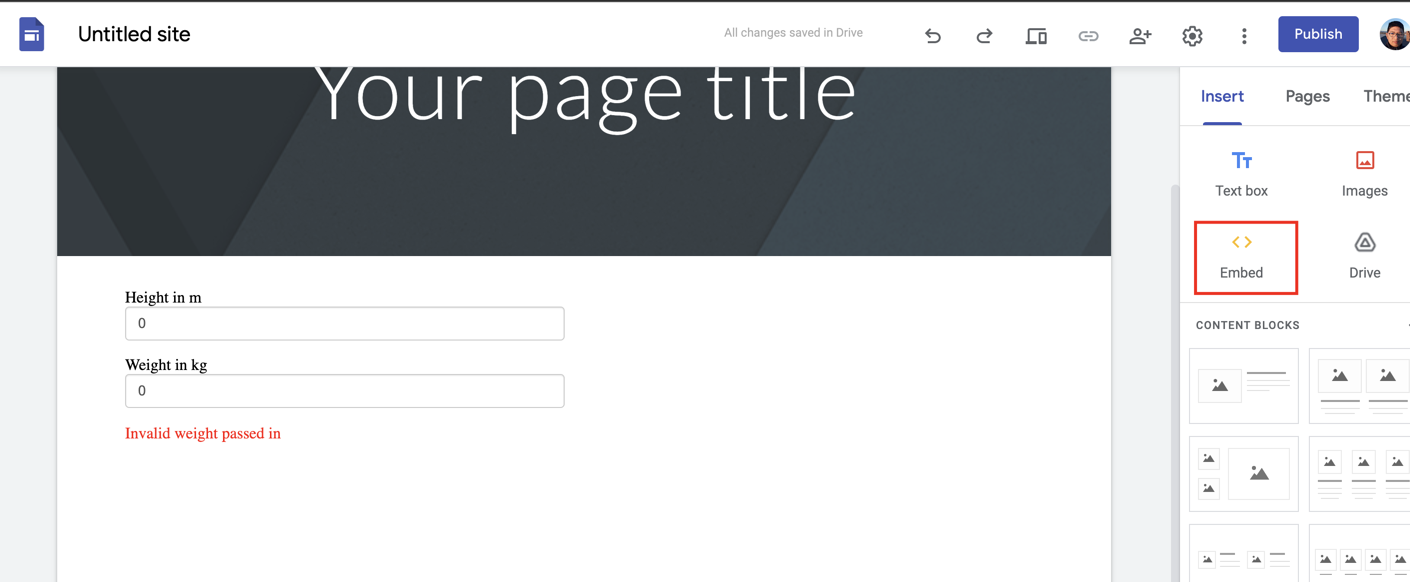 Untitled site
All changes saved in Drive
Publish
Your page title
Insert
Pages
Theme
Tт Text box
Images
Embed
Drive
CONTENT BLOCKS
Height in m
0
Weight in kg
0
Invalid weight passed in